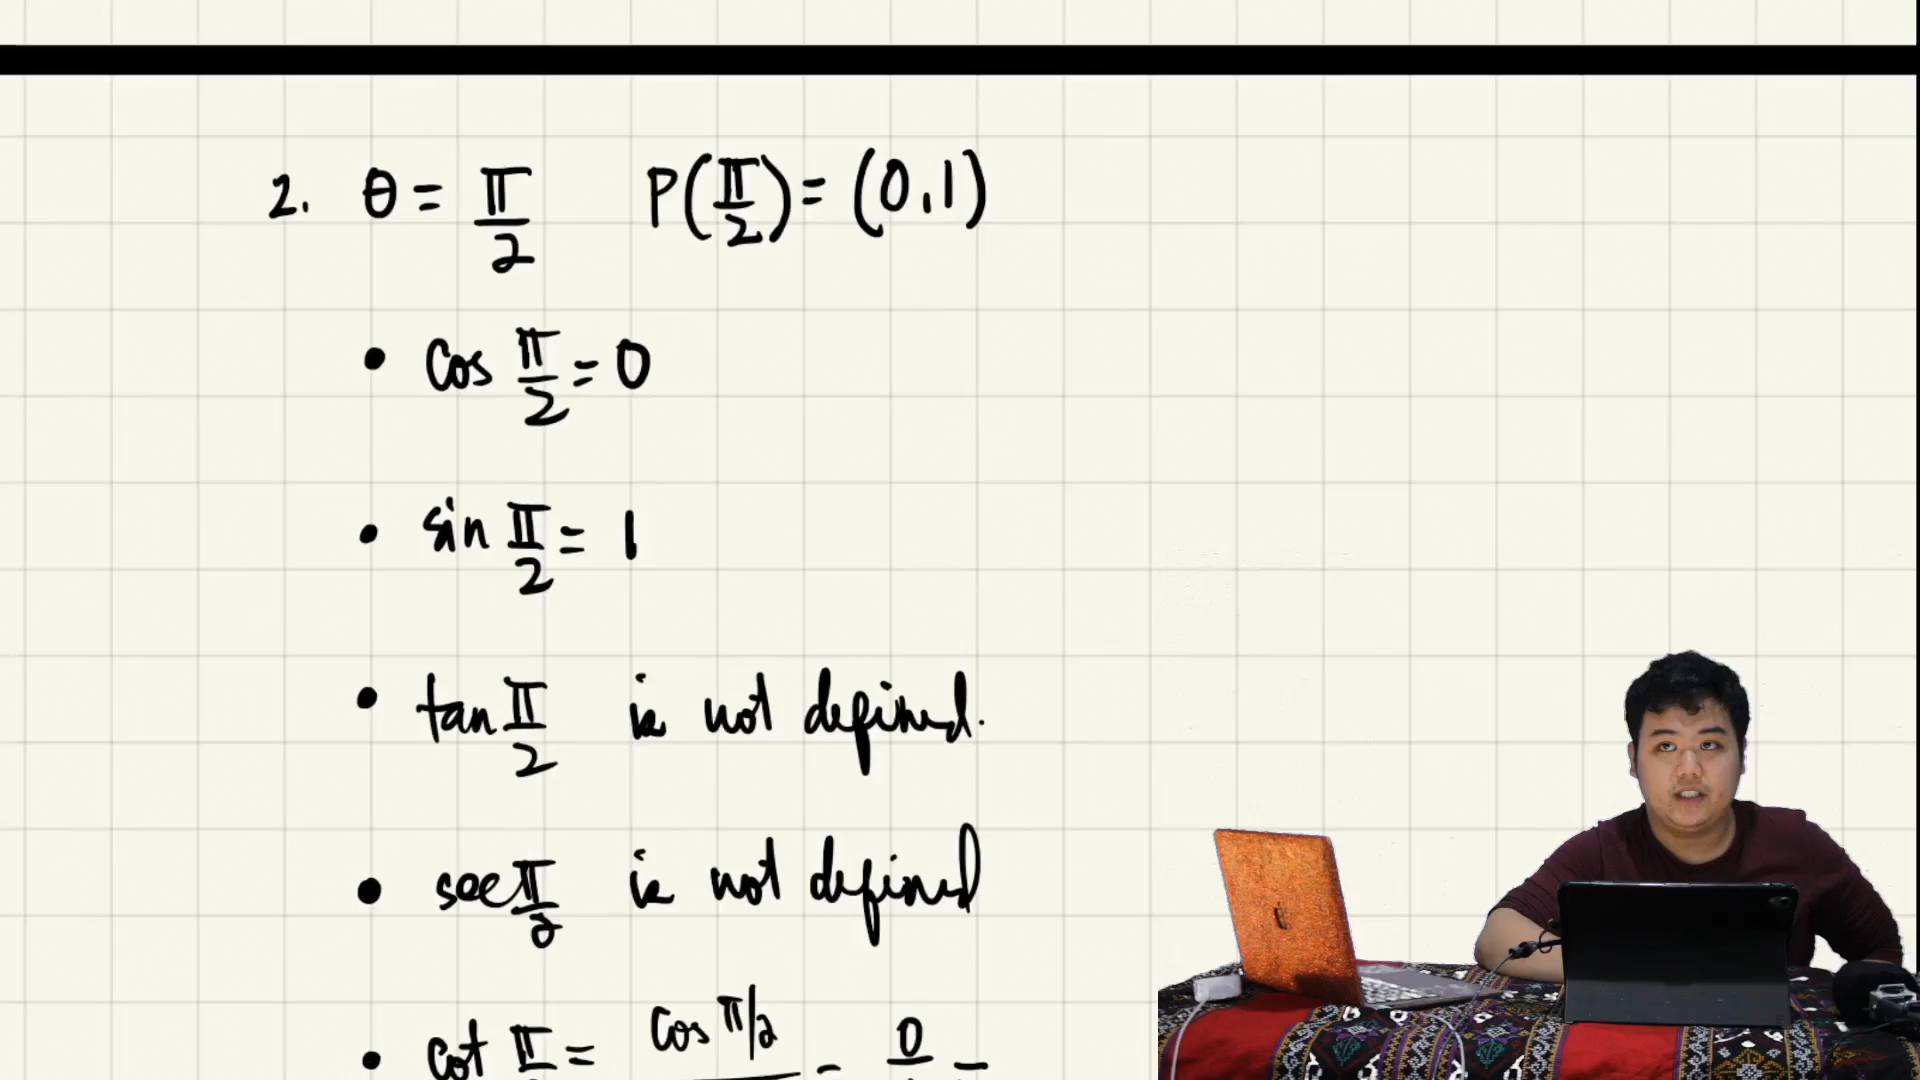 2. θ = π/2 P(π/2) = (0,1)
• cos π/2 = 0
• sin π/2 = 1
• tan π/2 is not defined.
• sec π/2 is not defined
• cot π = cos π/2 = 0 =